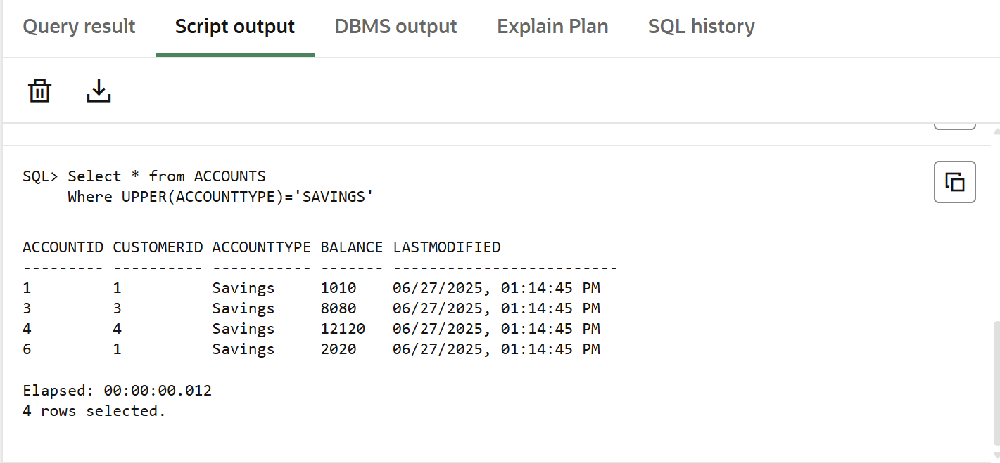 Query result Script output DBMS output Explain Plan SQL history
SQL> Select * from ACCOUNTS
     Where UPPER(ACCOUNTTYPE)='SAVINGS'
ACCOUNTID CUSTOMERID ACCOUNTTYPE BALANCE LASTMODIFIED
--------- ---------- ----------- ------- -------------------------
1         1          Savings     1010    06/27/2025, 01:14:45 PM
3         3          Savings     8080    06/27/2025, 01:14:45 PM
4         4          Savings     12120   06/27/2025, 01:14:45 PM
6         1          Savings     2020    06/27/2025, 01:14:45 PM
Elapsed: 00:00:00.012
4 rows selected.